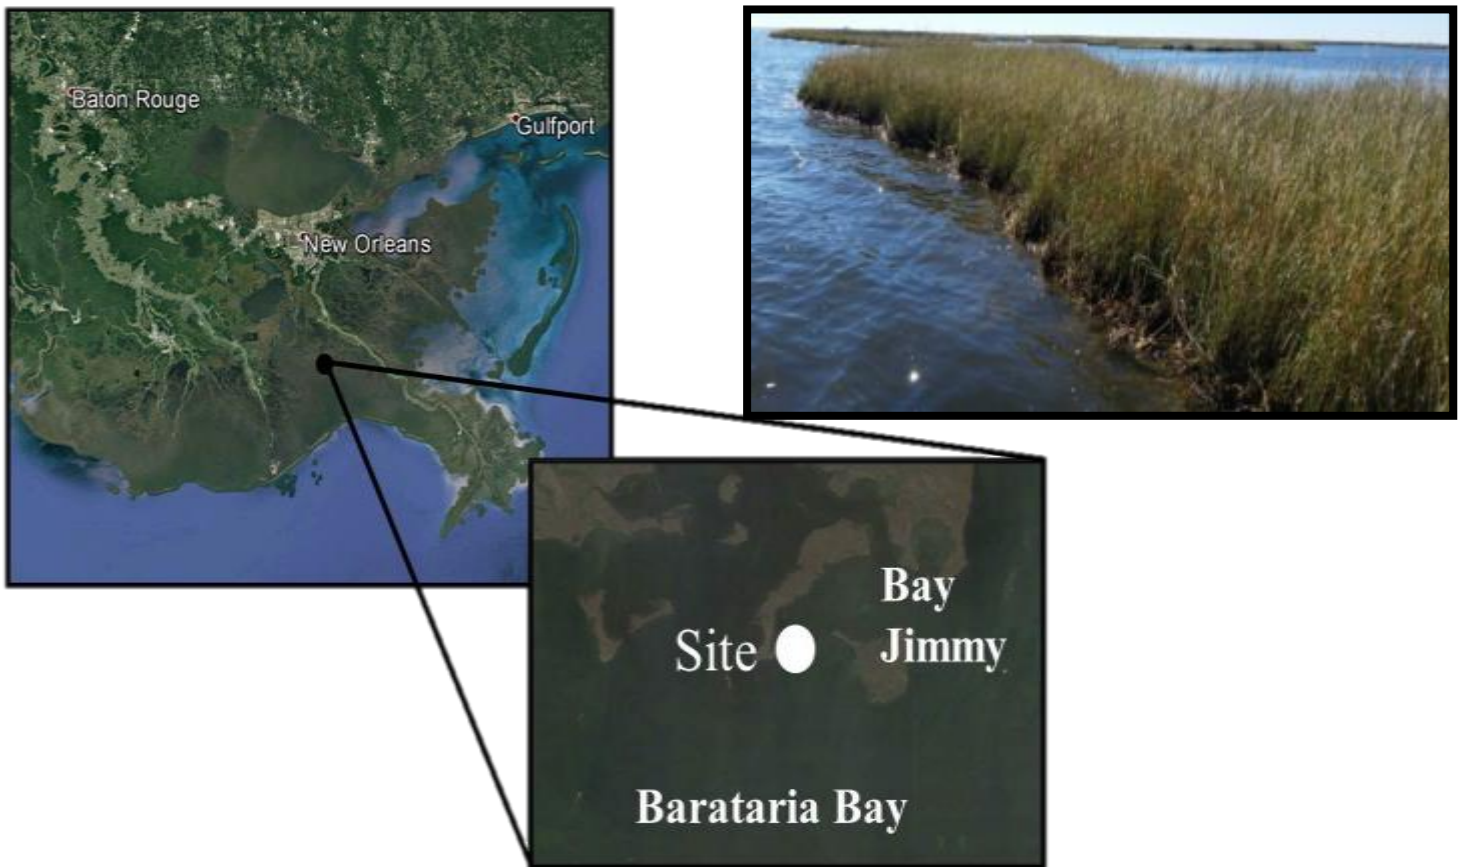 Baton Rouge
Gulfport
New Orleans
Bay
Jimmy
Site
Barataria Bay